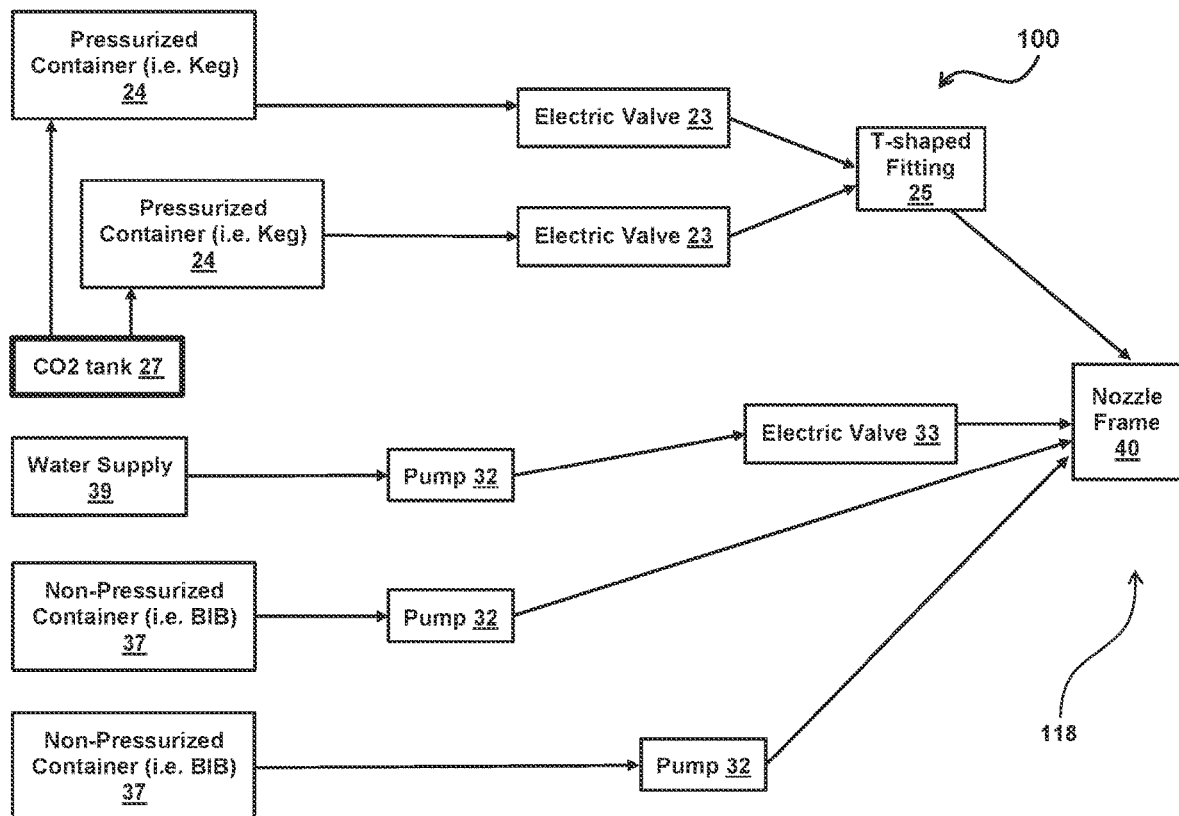 Pressurized
Container (i.e. Keg)
24
100
Electric Valve 23
T-shaped
Fitting
25
Pressurized
Container (i.e. Keg)
24
Electric Valve 23
CO2 tank 27
Nozzle
Frame
40
Electric Valve 33
Water Supply
39
Pump 32
Non-Pressurized
Container (i.e. BIB)
37
Pump 32
118
Non-Pressurized
Container (i.e. BIB)
37
Pump 32